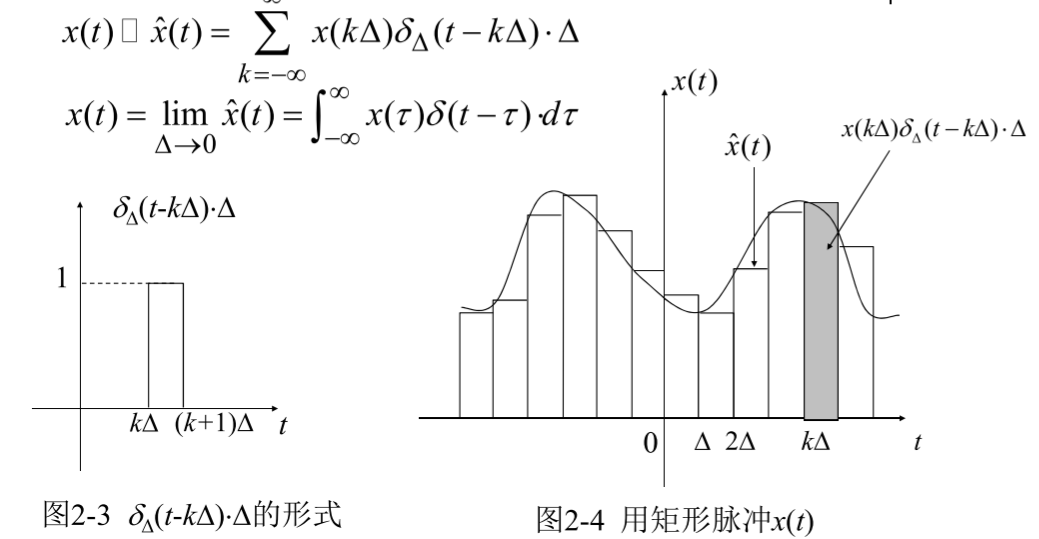 x(t) □ x̂(t) = ∑_{k=-∞}^{∞} x(kΔ)δ_Δ(t − kΔ)·Δ
x(t) = lim_{Δ→0} x̂(t) = ∫_{-∞}^{∞} x(τ)δ(t − τ)·dτ
δ_Δ(t-kΔ)·Δ
1
kΔ (k+1)Δ t
图2-3 δ_Δ(t-kΔ)·Δ的形式
x(t)
x̂(t)
x(kΔ)δ_Δ(t − kΔ)·Δ
0 Δ 2Δ kΔ t
图2-4 用矩形脉冲x(t)